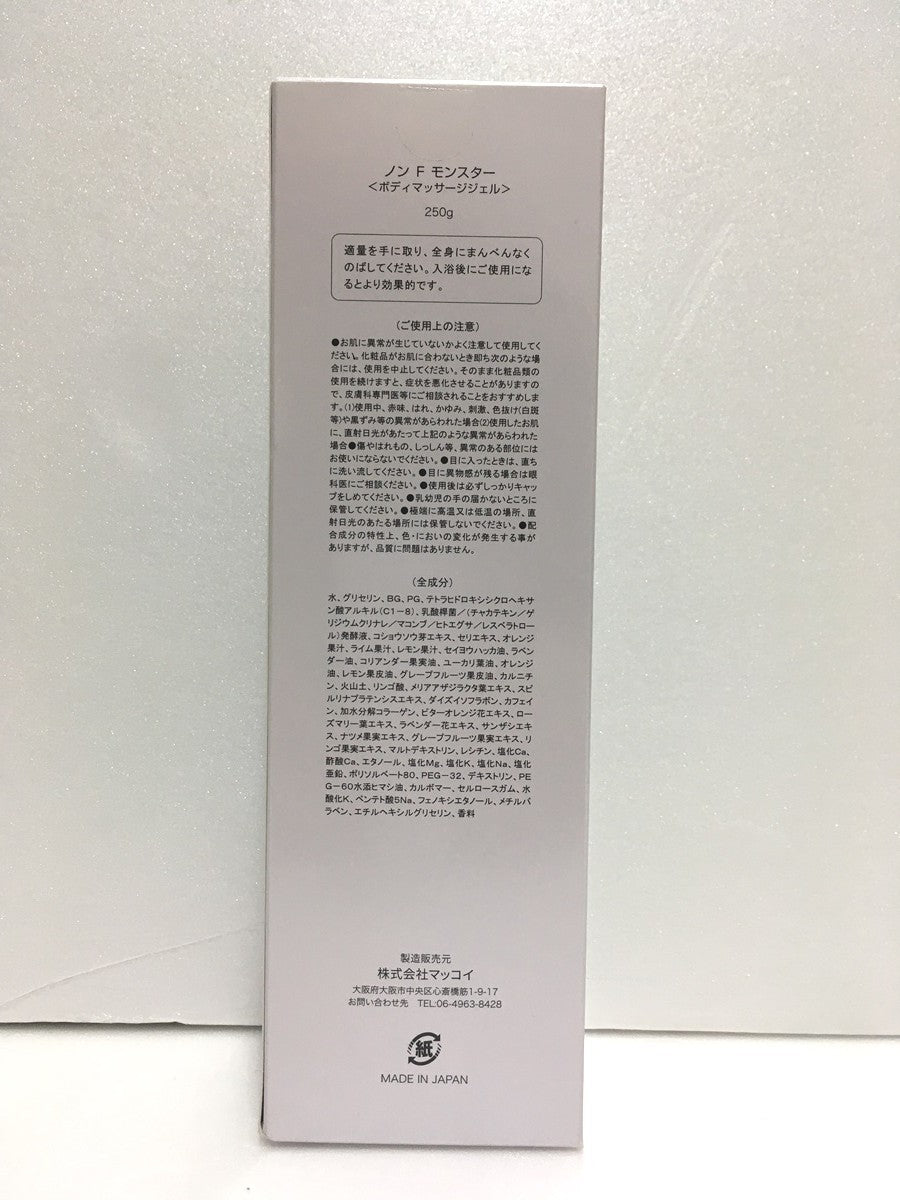 ノン F モンスター
＜ボディマッサージジェル＞
250g
適量を手に取り、全身にまんべんなく
のばしてください。入浴後にご使用にな
るとより効果的です。
（ご使用上の注意）
●お肌に異常が生じていないかよく注意して使用してく
ださい。化粧品がお肌に合わないとき即ち次のような場
合には、使用を中止してください。そのまま化粧品類の
使用を続けますと、症状を悪化させることがありますの
で、皮膚科専門医等にご相談されることをおすすめしま
す。(1)使用中、赤味、はれ、かゆみ、刺激、色抜け(白斑
等)や黒ずみ等の異常があらわれた場合(2)使用したお肌
に、直射日光があたって上記のような異常があらわれた
場合●傷やはれもの、しっしん等、異常のある部位には
お使いにならないでください。●目に入ったときは、直ち
に洗い流してください。●目に異物感が残る場合は眼
科医にご相談ください。●使用後は必ずしっかりキャッ
プをしめてください。●乳幼児の手の届かないところに
保管してください。●極端に高温又は低温の場所、直
射日光のあたる場所には保管しないでください。●配
合成分の特性上、色・においの変化が発生する事が
ありますが、品質に問題はありません。
（全成分）
水、グリセリン、BG、PG、テトラヒドロキシシクロヘキサ
ン酸アルキル(C1－8)、乳酸桿菌／(チャカテキン／ゲ
リジウムクリナレ／マコンブ／ヒトエグサ／レスベラトロー
ル)発酵液、コショウソウ芽エキス、セリエキス、オレンジ
果汁、ライム果汁、レモン果汁、セイヨウハッカ油、ラベン
ダー油、コリアンダー果実油、ユーカリ葉油、オレンジ
油、レモン果皮油、グレープフルーツ果皮油、カルニチ
ン、火山土、リンゴ酸、メリアアザジラクタ葉エキス、スピ
ルリナプラテンシスエキス、ダイズイソフラボン、カフェイ
ン、加水分解コラーゲン、ビターオレンジ花エキス、ロー
ズマリー葉エキス、ラベンダー花エキス、サンザシエキ
ス、ナツメ果実エキス、グレープフルーツ果実エキス、リ
ンゴ果実エキス、マルトデキストリン、レシチン、塩化Ca、
酢酸Ca、エタノール、塩化Mg、塩化K、塩化Na、塩化
亜鉛、ポリソルベート80、PEG－32、デキストリン、PE
G－60水添ヒマシ油、カルボマー、セルロースガム、水
酸化K、ペンテト酸5Na、フェノキシエタノール、メチルパ
ラベン、エチルヘキシルグリセリン、香料
製造販売元
株式会社マッコイ
大阪府大阪市中央区心斎橋筋1-9-17
お問い合わせ先 TEL:06-4963-8428
紙
MADE IN JAPAN